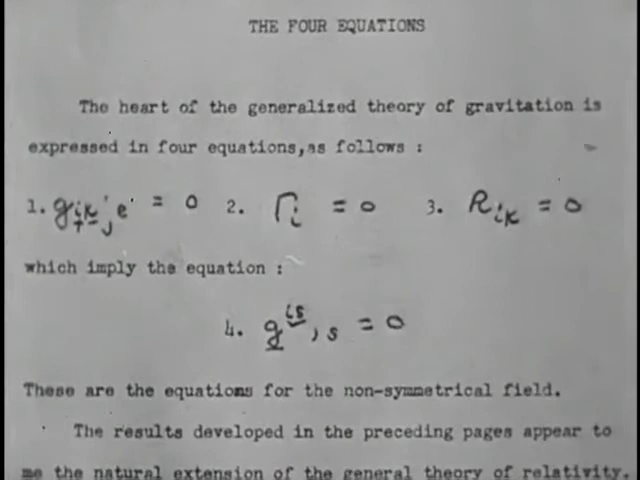 THE FOUR EQUATIONS
The heart of the generalized theory of gravitation is
expressed in four equations,as follows :
1. g_{i̟k̠};e = 0 2. Γ_i = 0 3. R_{ik} = 0
which imply the equation :
4. g^{is},s = 0
These are the equations for the non-symmetrical field.
The results developed in the preceding pages appear to
me the natural extension of the general theory of relativity.